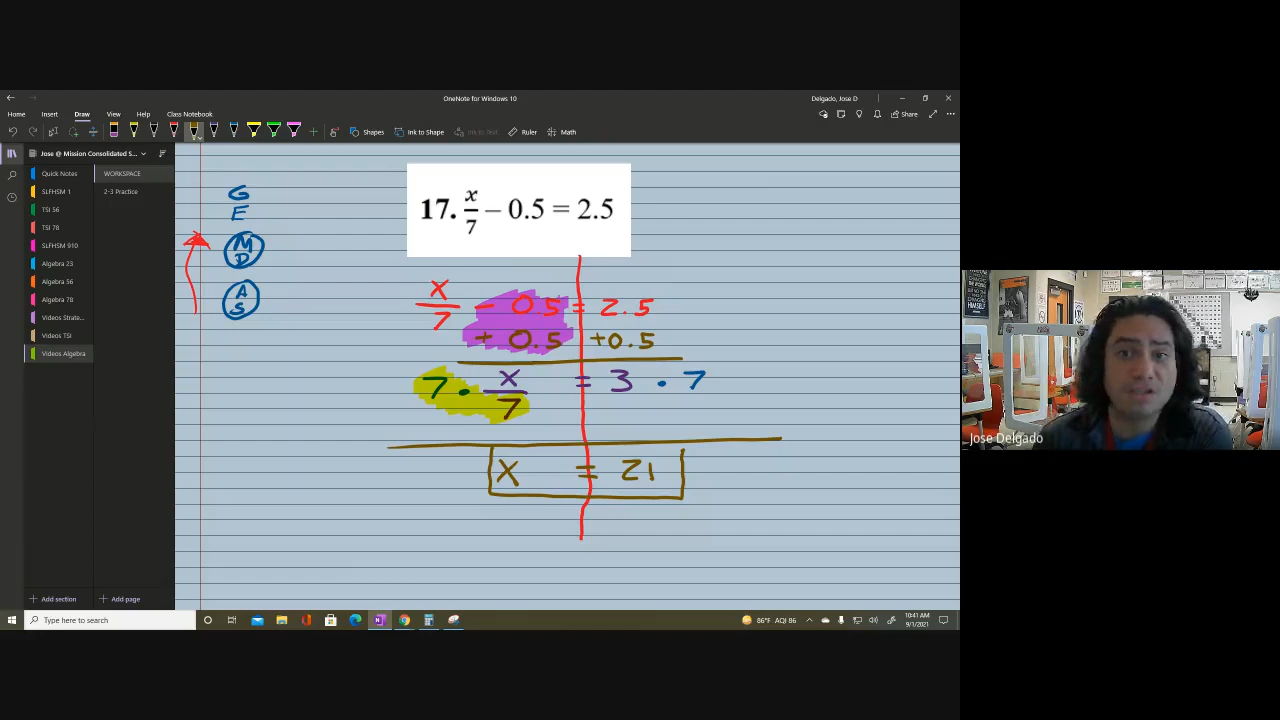 OneNote for Windows 10
Delgado, Jose D
Home Insert Draw View Help Class Notebook
Share
Shapes Ink to Shape Ink to Text Ruler Math
Jose @ Mission Consolidated S...
Quick Notes
SLFHSM 1
TSI 56
TSI 78
SLFHSM 910
Algebra 23
Algebra 56
Algebra 78
Videos Strate...
Videos TSI
Videos Algebra
WORKSPACE
2-3 Practice
G
E
M
D
A
S
17. x/7 – 0.5 = 2.5
x/7 - 0.5 = 2.5
+ 0.5 +0.5
7 · x/7 = 3 · 7
x = 21
Jose Delgado
Add section Add page
Type here to search
86°F AQI 86
10:41 AM
9/1/2021